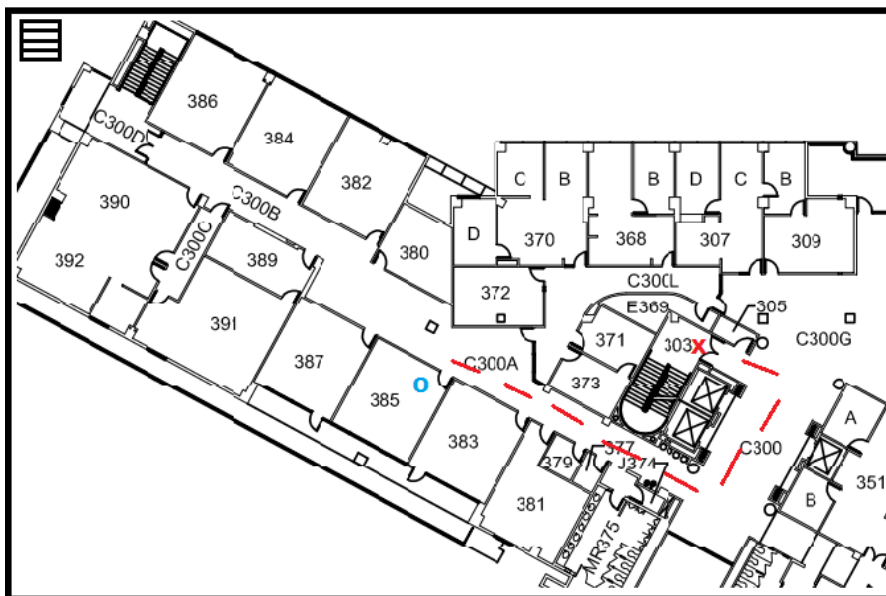 386
384
C300D
382
C B B D C B
390
C300B
D
370
368
307
309
C300C
380
392
389
C300L
372
E369
305
391
371
303
x
C300G
387
C300A
373
o
385
A
383
377
C300
379
J374
351
381
B
MR375